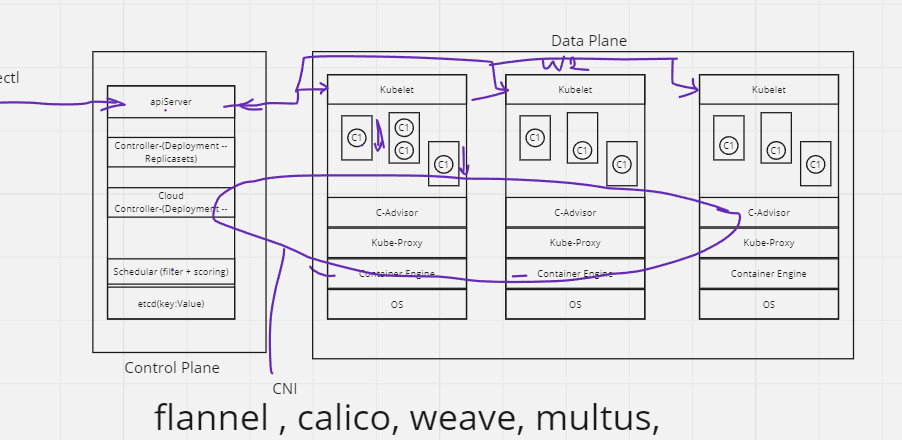 Data Plane
ectl
W2
apiServer
Kubelet
Kubelet
Kubelet
C1
C1
C1
C1
C1
C1
C1
C1
C1
C1
Controller-(Deployment --
Replicasets)
Cloud
Controller-(Deployment --
C-Advisor
C-Advisor
C-Advisor
Kube-Proxy
Kube-Proxy
Kube-Proxy
Schedular (filter + scoring)
Container Engine
Container Engine
Container Engine
etcd(key:Value)
OS
OS
OS
Control Plane
CNI
flannel , calico, weave, multus,